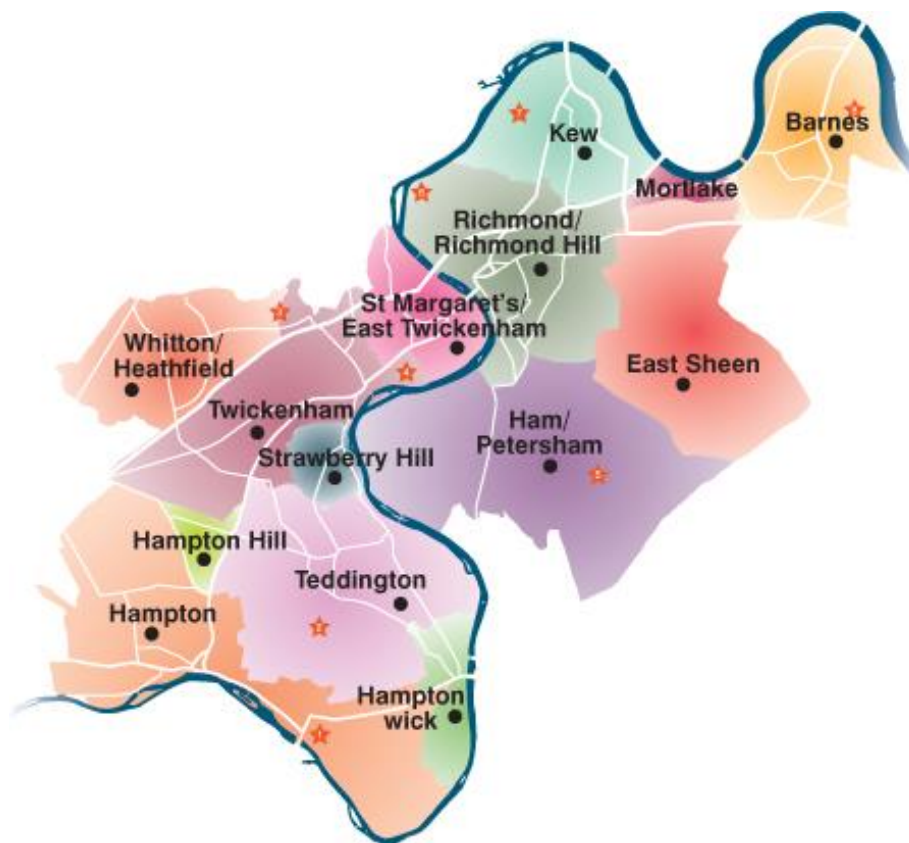 Kew
Barnes
Mortlake
Richmond/
Richmond Hill
St Margaret's/
East Twickenham
Whitton/
Heathfield
East Sheen
Twickenham
Ham/
Petersham
Strawberry Hill
Hampton Hill
Teddington
Hampton
Hampton
wick